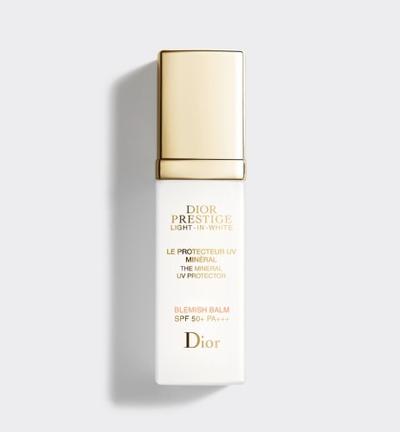 DIOR
PRESTIGE
LIGHT-IN-WHITE
LE PROTECTEUR UV
MINÉRAL
THE MINERAL
UV PROTECTOR
BLEMISH BALM
SPF 50+ PA+++
Dior